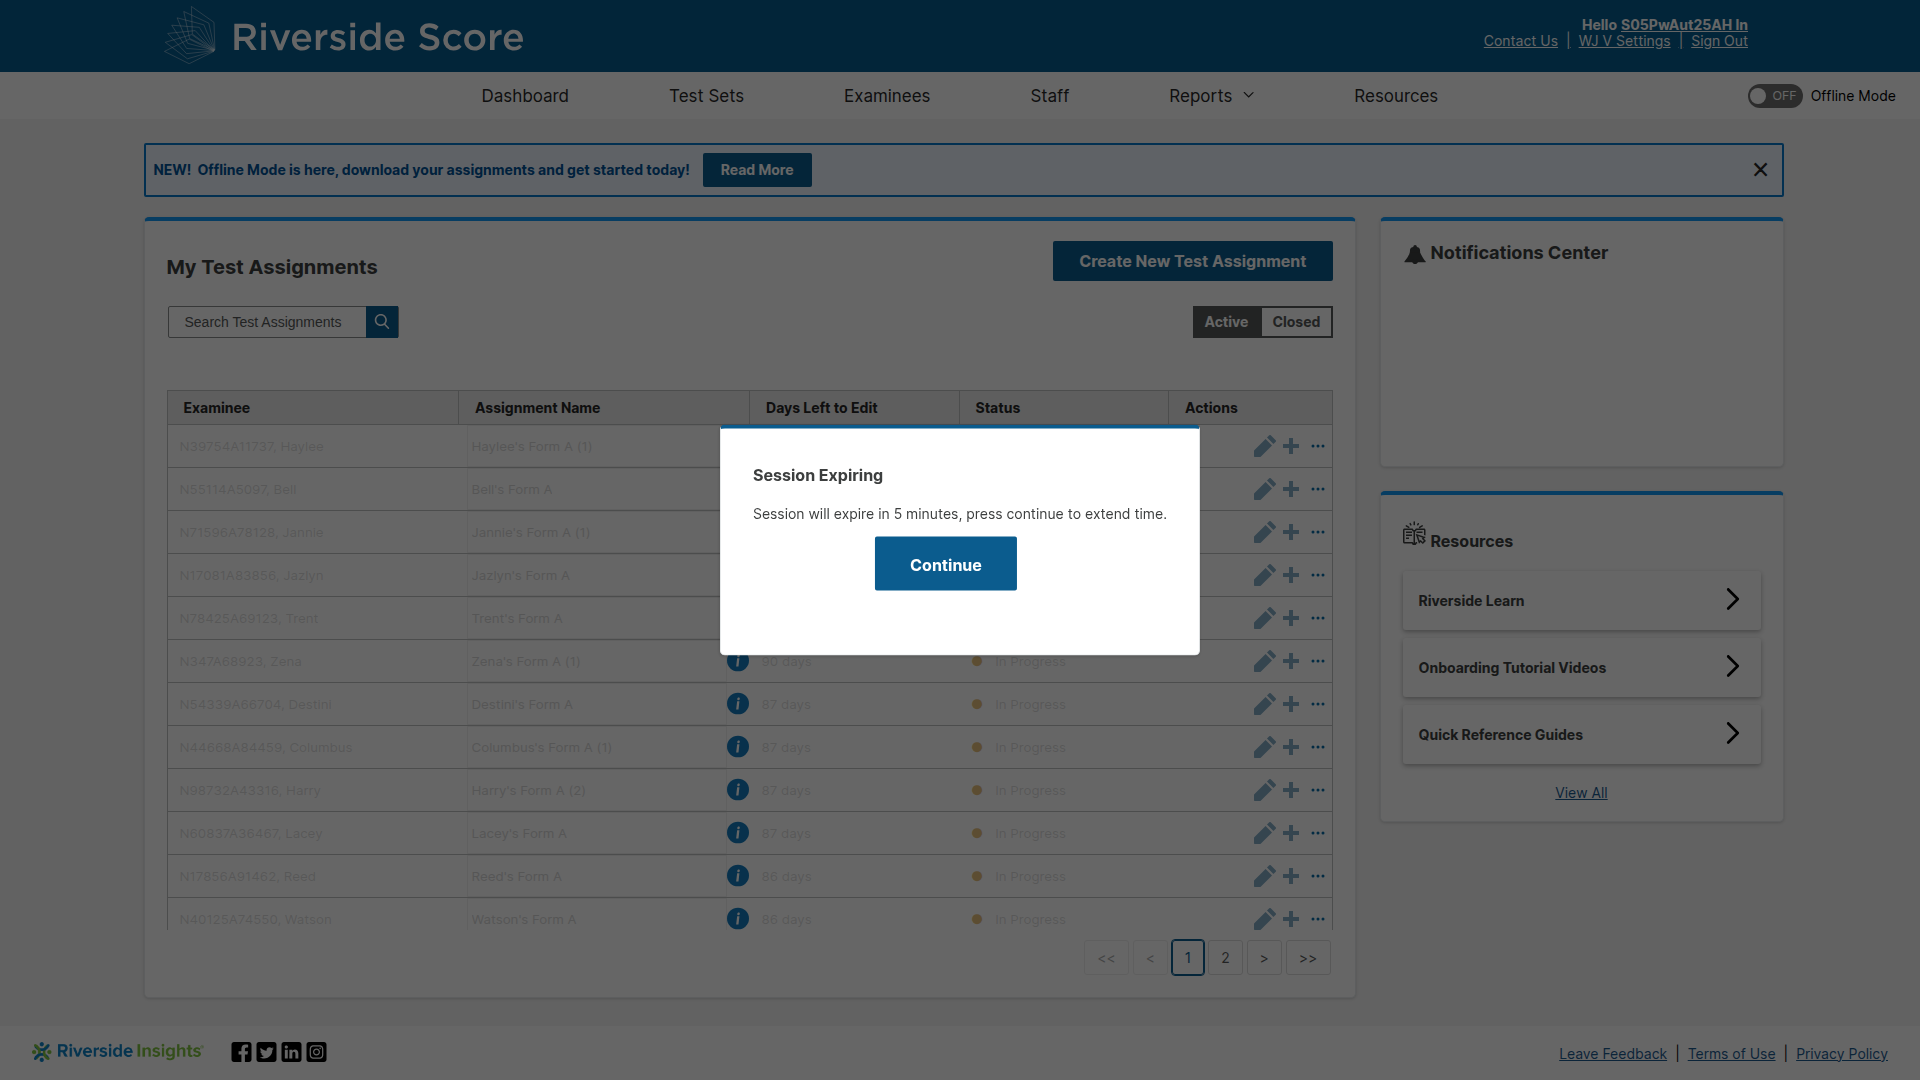 Riverside Score
Hello S05PwAut25AH In
Contact Us | WJ V Settings | Sign Out
Dashboard
Test Sets
Examinees
Staff
Reports
Resources
OFF
Offline Mode
NEW! Offline Mode is here, download your assignments and get started today!
Read More
My Test Assignments
Create New Test Assignment
Search Test Assignments
Active
Closed
Examinee
Assignment Name
Days Left to Edit
Status
Actions
N39754A11737, Haylee
Haylee's Form A (1)
N55114A5097, Bell
Bell's Form A
N71595A78128, Jannie
Jannie's Form A (1)
N17081A83856, Jazlyn
Jazlyn's Form A
N78425A69123, Trent
Trent's Form A
N347A68923, Zena
Zena's Form A (1)
90 days
In Progress
N54339A66704, Destini
Destini's Form A
87 days
In Progress
N44668A84459, Columbus
Columbus's Form A (1)
87 days
In Progress
N98732A43316, Harry
Harry's Form A (2)
87 days
In Progress
N60837A36467, Lacey
Lacey's Form A
87 days
In Progress
N17856A91462, Reed
Reed's Form A
86 days
In Progress
N40125A74550, Watson
Watson's Form A
86 days
In Progress
<< < 1 2 > >>
Session Expiring
Session will expire in 5 minutes, press continue to extend time.
Continue
Notifications Center
Resources
Riverside Learn
Onboarding Tutorial Videos
Quick Reference Guides
View All
Riverside Insights
Leave Feedback | Terms of Use | Privacy Policy